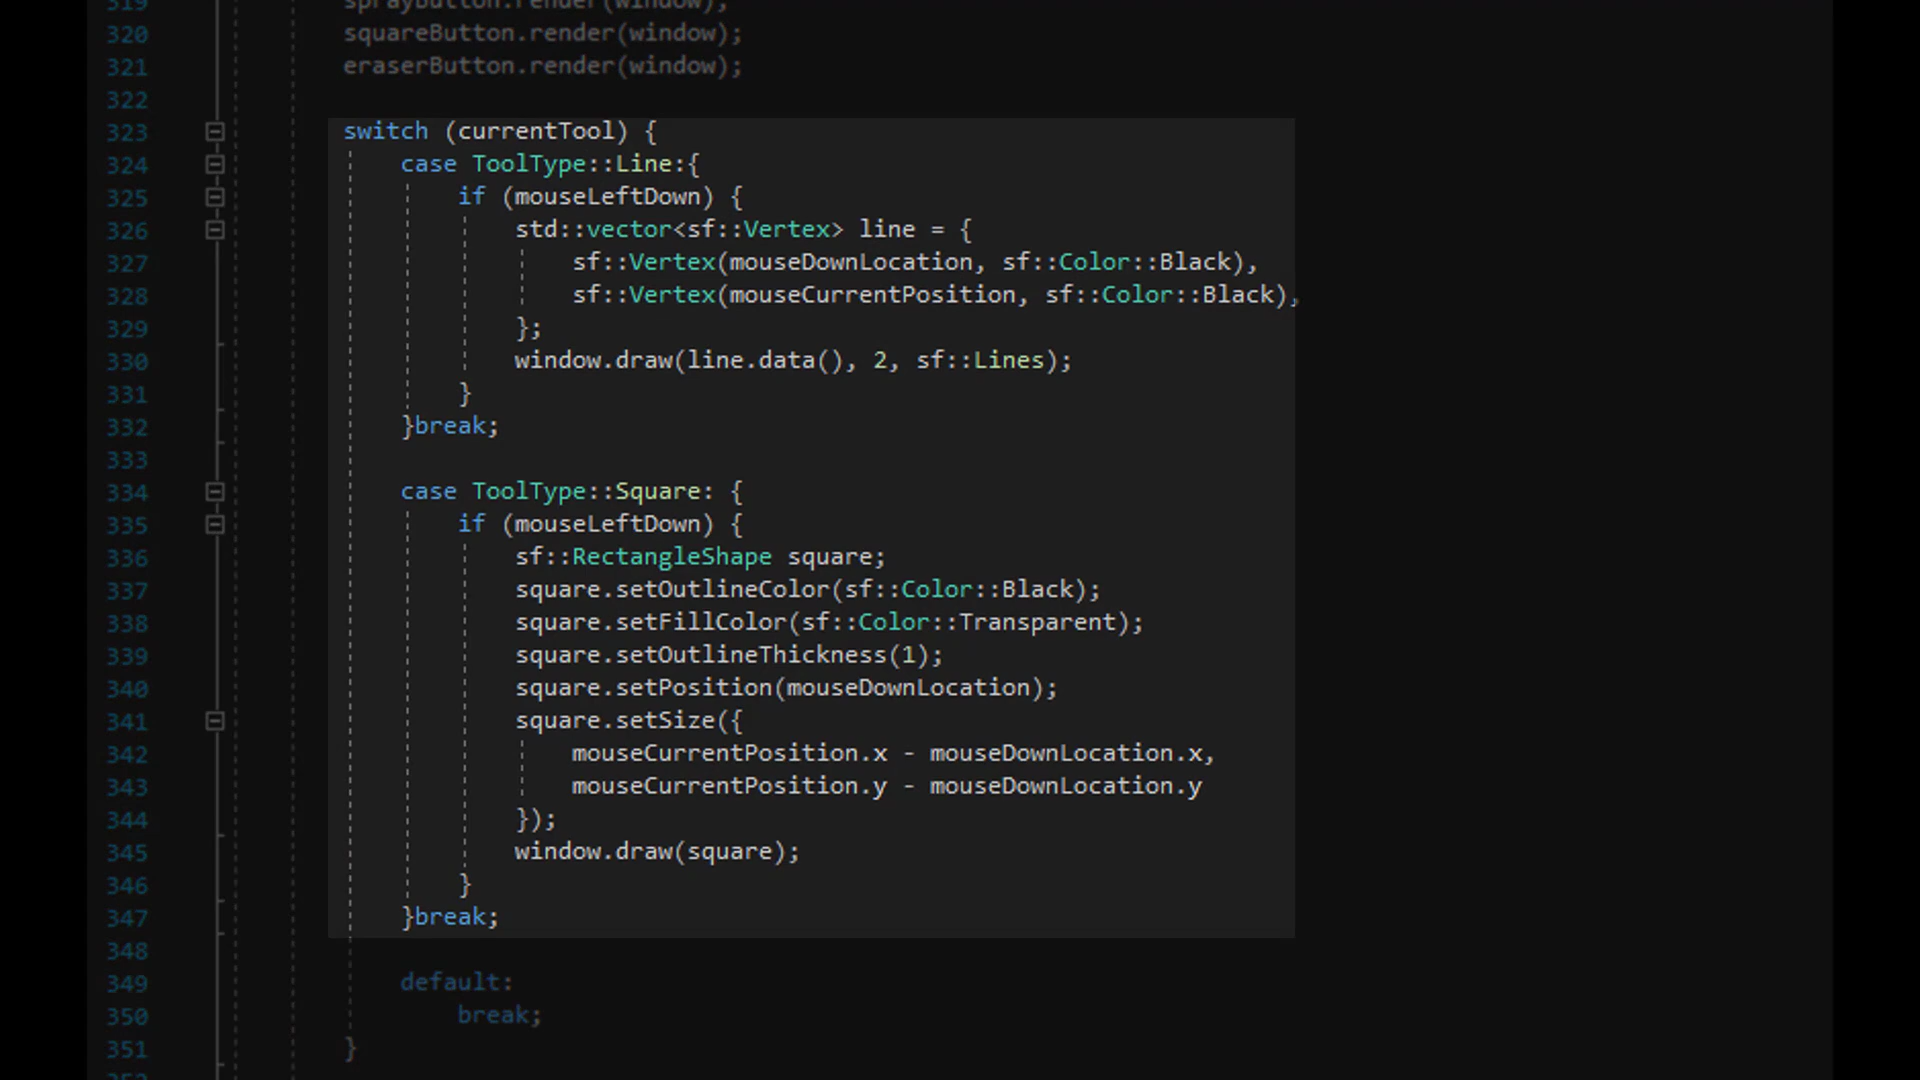 319 sprayButton.render(window);
320 squareButton.render(window);
321 eraserButton.render(window);
322
323 switch (currentTool) {
324 case ToolType::Line:{
325 if (mouseLeftDown) {
326 std::vector<sf::Vertex> line = {
327 sf::Vertex(mouseDownLocation, sf::Color::Black),
328 sf::Vertex(mouseCurrentPosition, sf::Color::Black),
329 };
330 window.draw(line.data(), 2, sf::Lines);
331 }
332 }break;
333
334 case ToolType::Square: {
335 if (mouseLeftDown) {
336 sf::RectangleShape square;
337 square.setOutlineColor(sf::Color::Black);
338 square.setFillColor(sf::Color::Transparent);
339 square.setOutlineThickness(1);
340 square.setPosition(mouseDownLocation);
341 square.setSize({
342 mouseCurrentPosition.x - mouseDownLocation.x,
343 mouseCurrentPosition.y - mouseDownLocation.y
344 });
345 window.draw(square);
346 }
347 }break;
348
349 default:
350 break;
351 }